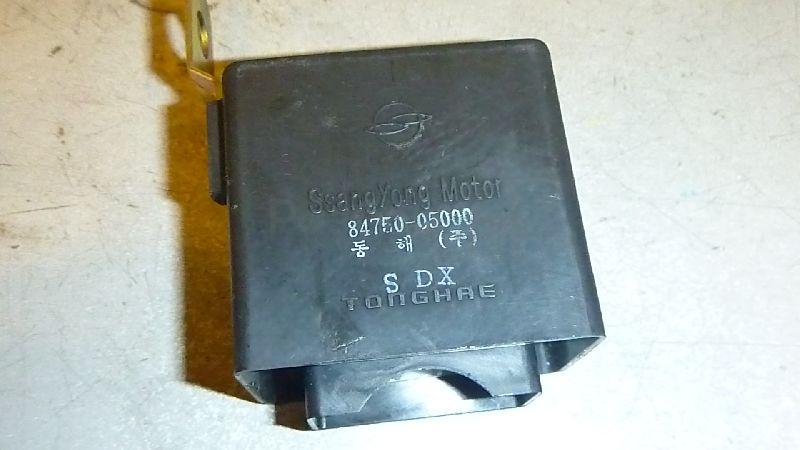 SsangYong Motor
84750-05000
동 해 (주)
S DX
TONGHAE